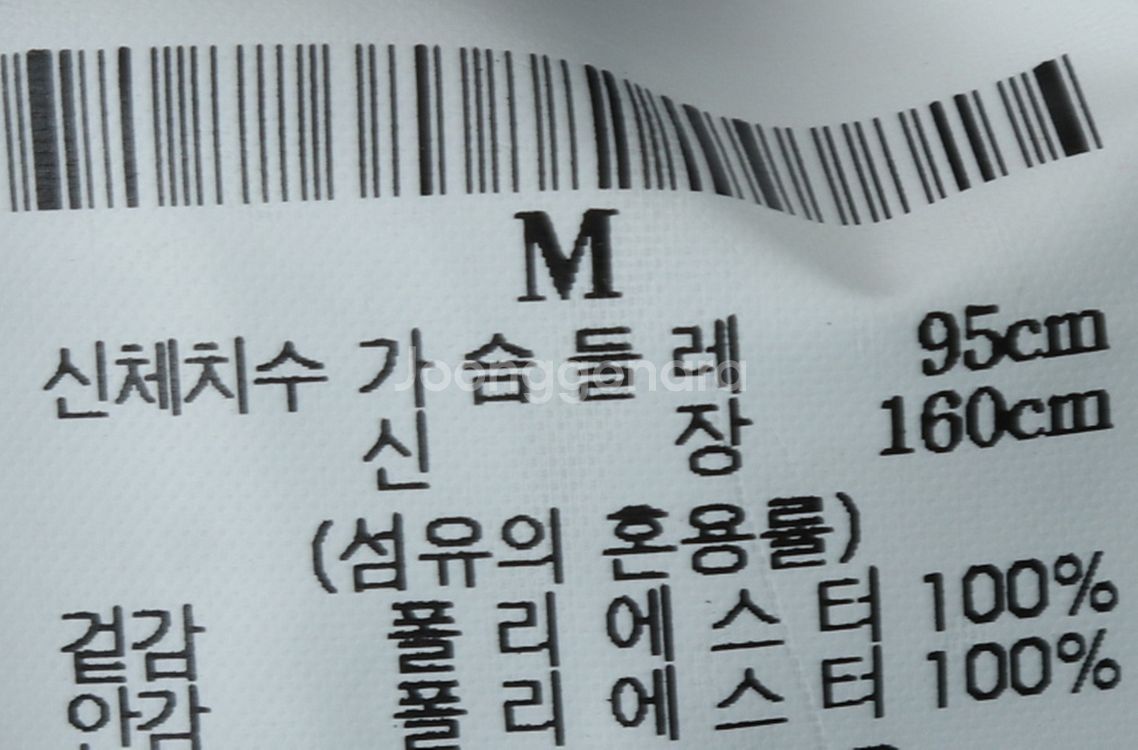 M
신체치수 가슴둘레 95cm
신장 160cm
(섬유의 혼용률)
겉감 폴리에스터 100%
안감 폴리에스터 100%
Joonggonara